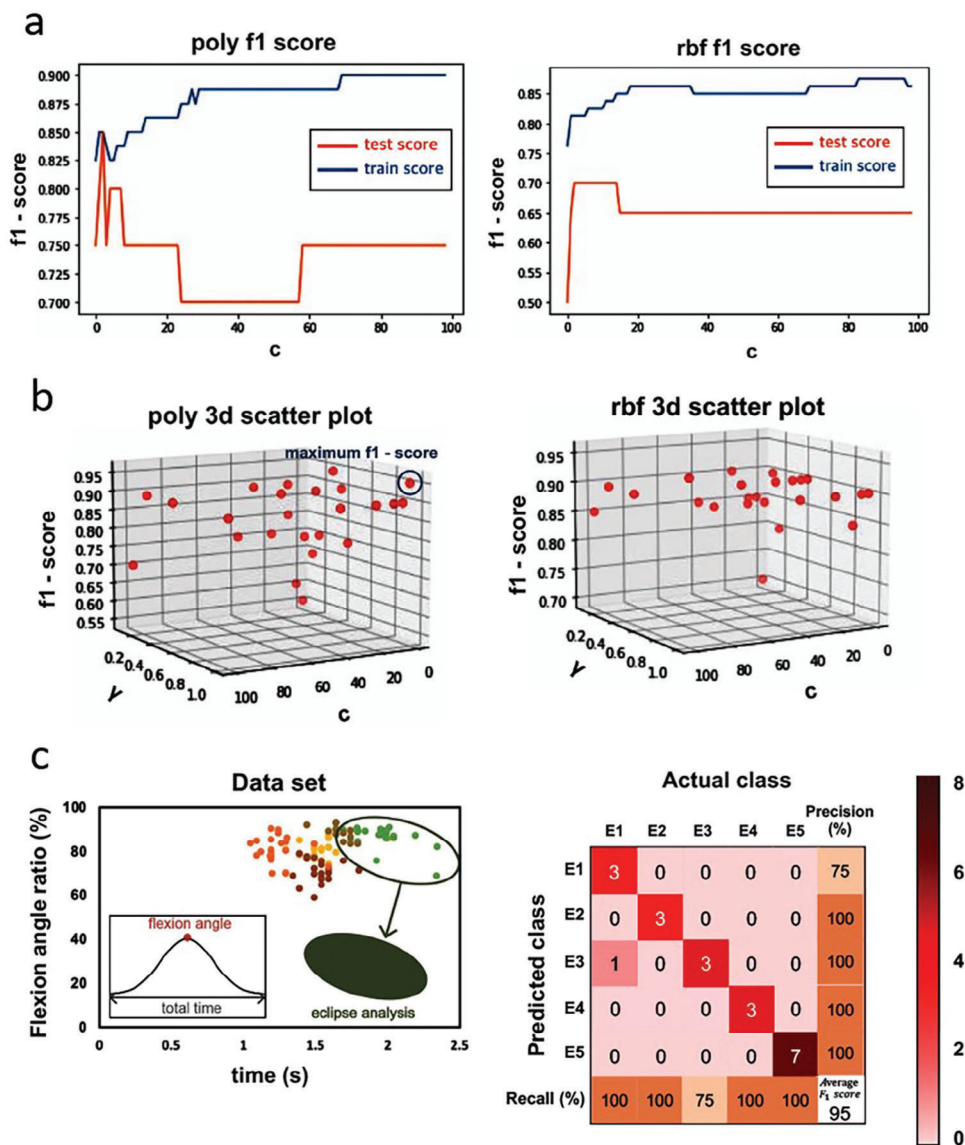 a
poly f1 score
f1 - score
0.900
0.875
0.850
0.825
0.800
0.775
0.750
0.725
0.700
test score
train score
0 20 40 60 80 100
c
rbf f1 score
f1 - score
0.85
0.80
0.75
0.70
0.65
0.60
0.55
0.50
test score
train score
0 20 40 60 80 100
c
b
poly 3d scatter plot
maximum f1 - score
f1 - score
0.95
0.90
0.85
0.80
0.75
0.70
0.65
0.60
0.55
0.2 0.4 0.6 0.8 1.0
γ
100 80 60 40 20 0
c
rbf 3d scatter plot
f1 - score
0.95
0.90
0.85
0.80
0.75
0.70
0.2 0.4 0.6 0.8 1.0
γ
100 80 60 40 20 0
c
c
Data set
Flexion angle ratio (%)
100
80
60
40
20
0
flexion angle
total time
eclipse analysis
0 0.5 1 1.5 2 2.5
time (s)
Actual class
E1 E2 E3 E4 E5 Precision (%)
Predicted class
E1 3 0 0 0 0 75
E2 0 3 0 0 0 100
E3 1 0 3 0 0 100
E4 0 0 0 3 0 100
E5 0 0 0 0 7 100
Recall (%) 100 100 75 100 100
Average
F1 score
95
8
6
4
2
0